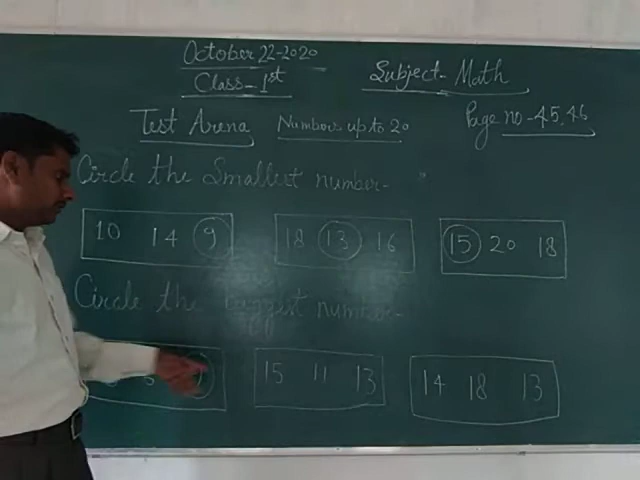 October 22-2020
Class-1st
Subject- Math
Test Arena Numbers up to 20 Page no-45,46
Circle the Smallest number-
10 14 9 18 13 16 15 20 18
Circle the biggest number-
15 11 13 14 18 13